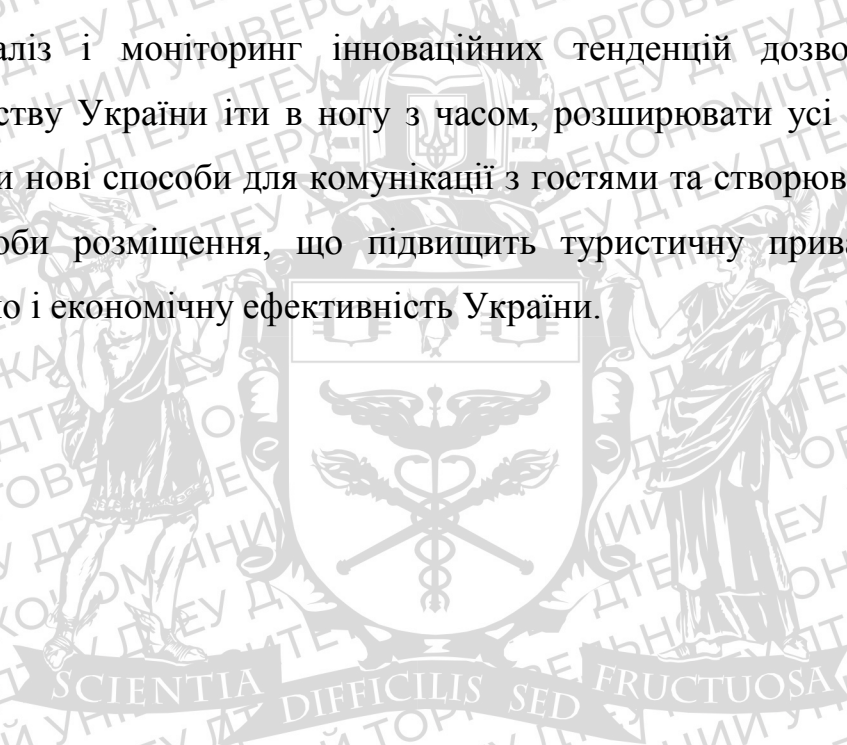 аліз і моніторинг інноваційних тенденцій дозво
ству України іти в ногу з часом, розширювати усі
и нові способи для комунікації з гостями та створюв
оби розміщення, що підвищить туристичну прива
о і економічну ефективність України.
SCIENTIA DIFFICILIS SED FRUCTUOSA